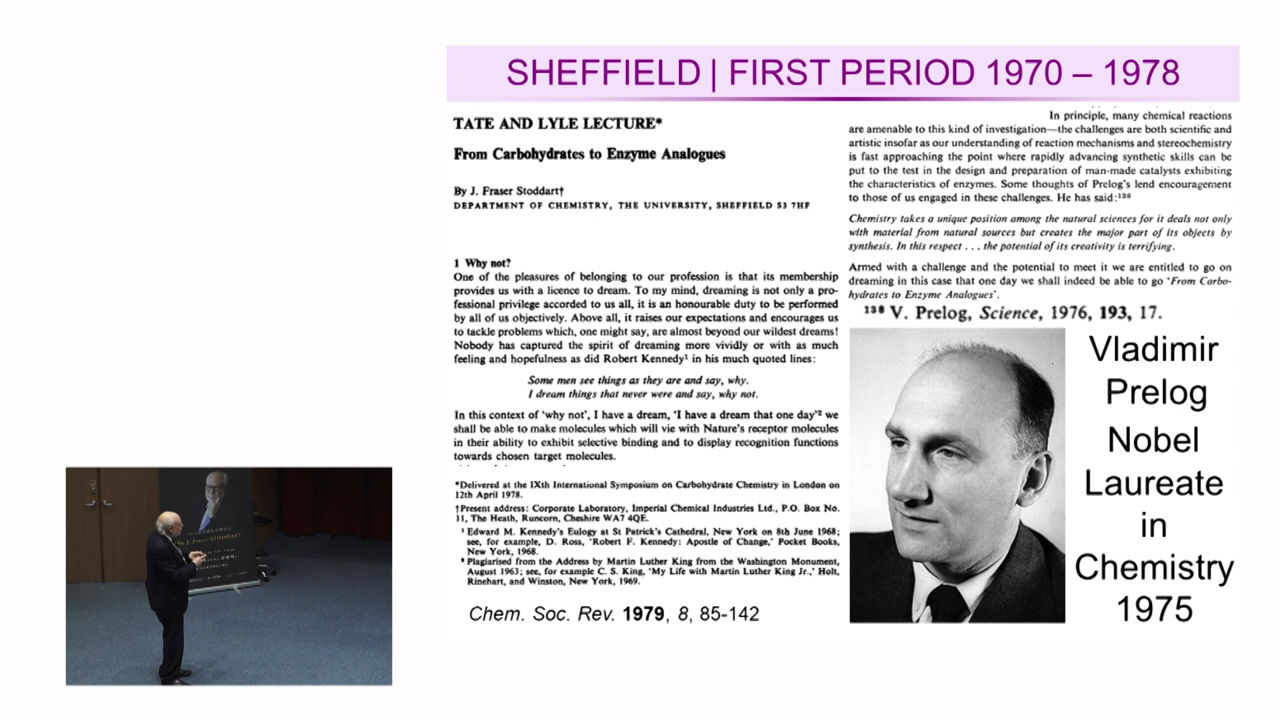 SHEFFIELD | FIRST PERIOD 1970 – 1978
TATE AND LYLE LECTURE*
From Carbohydrates to Enzyme Analogues
By J. Fraser Stoddart†
DEPARTMENT OF CHEMISTRY, THE UNIVERSITY, SHEFFIELD S3 7HF
1 Why not?
One of the pleasures of belonging to our profession is that its membership
provides us with a licence to dream. To my mind, dreaming is not only a pro-
fessional privilege accorded to us all, it is an honourable duty to be performed
by all of us objectively. Above all, it raises our expectations and encourages us
to tackle problems which, one might say, are almost beyond our wildest dreams!
Nobody has captured the spirit of dreaming more vividly or with as much
feeling and hopefulness as did Robert Kennedy¹ in his much quoted lines:
Some men see things as they are and say, why.
I dream things that never were and say, why not.
In this context of 'why not', I have a dream, 'I have a dream that one day'² we
shall be able to make molecules which will vie with Nature's receptor molecules
in their ability to exhibit selective binding and to display recognition functions
towards chosen target molecules.
*Delivered at the IXth International Symposium on Carbohydrate Chemistry in London on
12th April 1978.
†Present address: Corporate Laboratory, Imperial Chemical Industries Ltd., P.O. Box No.
11, The Heath, Runcorn, Cheshire WA7 4QE.
¹ Edward M. Kennedy's Eulogy at St Patrick's Cathedral, New York on 8th June 1968;
see, for example, D. Ross, 'Robert F. Kennedy: Apostle of Change,' Pocket Books,
New York, 1968.
² Plagiarised from the Address by Martin Luther King from the Washington Monument,
August 1963; see, for example C. S. King, 'My Life with Martin Luther King Jr.,' Holt,
Rinehart, and Winston, New York, 1969.
Chem. Soc. Rev. 1979, 8, 85-142
In principle, many chemical reactions
are amenable to this kind of investigation—the challenges are both scientific and
artistic insofar as our understanding of reaction mechanisms and stereochemistry
is fast approaching the point where rapidly advancing synthetic skills can be
put to the test in the design and preparation of man-made catalysts exhibiting
the characteristics of enzymes. Some thoughts of Prelog's lend encouragement
to those of us engaged in these challenges. He has said:¹³⁸
Chemistry takes a unique position among the natural sciences for it deals not only
with material from natural sources but creates the major part of its objects by
synthesis. In this respect . . . the potential of its creativity is terrifying.
Armed with a challenge and the potential to meet it we are entitled to go on
dreaming in this case that one day we shall indeed be able to go 'From Carbo-
hydrates to Enzyme Analogues'.
¹³⁸ V. Prelog, Science, 1976, 193, 17.
Vladimir
Prelog
Nobel
Laureate
in
Chemistry
1975